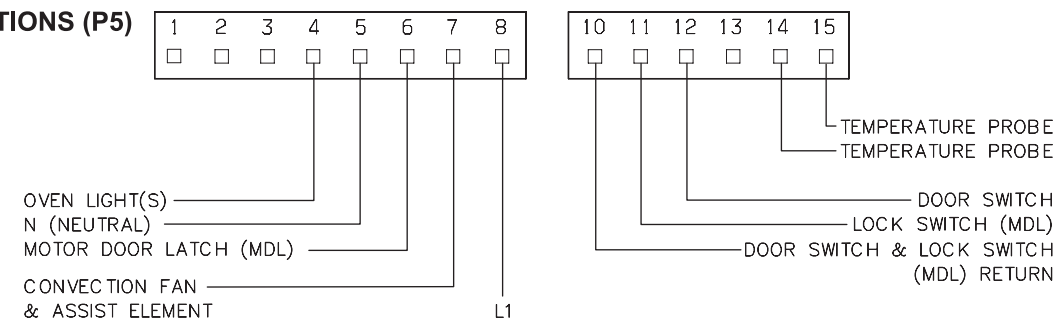 TIONS (P5)
1 2 3 4 5 6 7 8
10 11 12 13 14 15
TEMPERATURE PROBE
TEMPERATURE PROBE
OVEN LIGHT(S)
N (NEUTRAL)
MOTOR DOOR LATCH (MDL)
CONVECTION FAN
& ASSIST ELEMENT
L1
DOOR SWITCH
LOCK SWITCH (MDL)
DOOR SWITCH & LOCK SWITCH
(MDL) RETURN